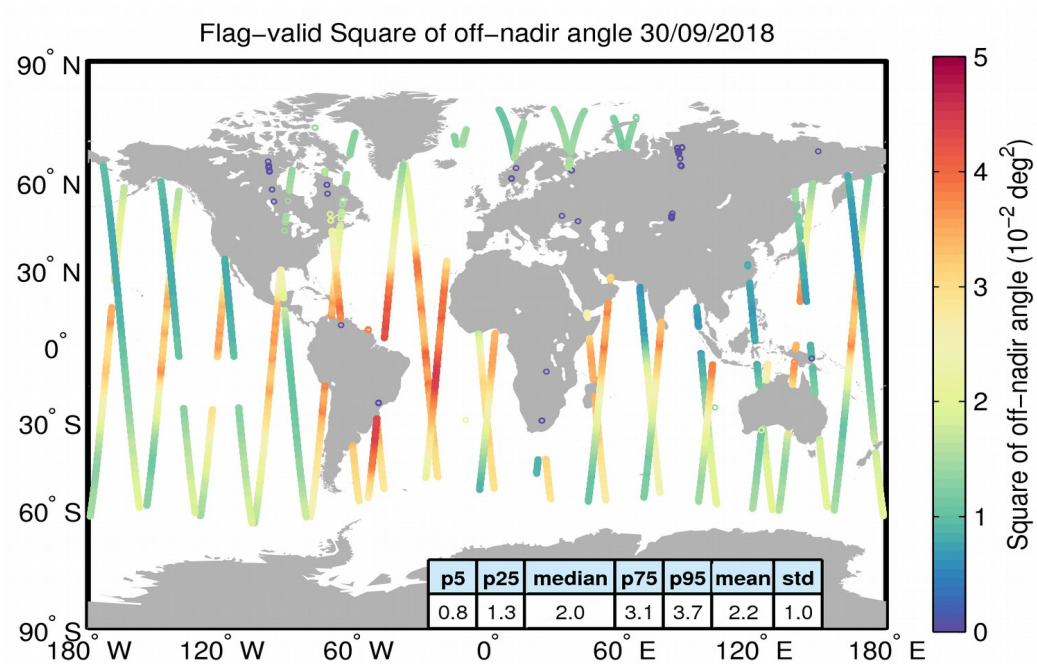 Flag−valid Square of off−nadir angle 30/09/2018
90° N
60° N
30° N
0°
30° S
60° S
90° S
180° W
120° W
60° W
0°
60° E
120° E
180° E
p5 p25 median p75 p95 mean std
0.8 1.3 2.0 3.1 3.7 2.2 1.0
5
4
3
2
1
0
Square of off−nadir angle (10⁻² deg²)